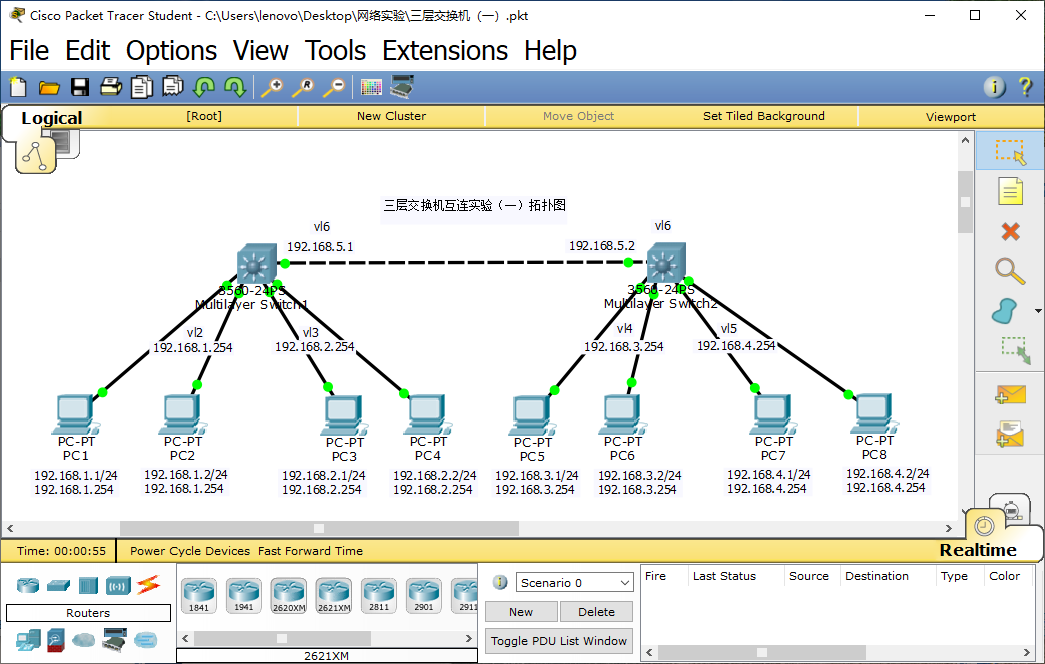 Cisco Packet Tracer Student - C:\Users\lenovo\Desktop\网络实验\三层交换机（一）.pkt
File Edit Options View Tools Extensions Help
Logical [Root] New Cluster Move Object Set Tiled Background Viewport
三层交换机互连实验（一）拓扑图
vl6 vl6
192.168.5.1 192.168.5.2
3560-24PS 3560-24PS
Multilayer Switch1 Multilayer Switch2
vl2 vl3 vl4 vl5
192.168.1.254 192.168.2.254 192.168.3.254 192.168.4.254
PC-PT PC-PT PC-PT PC-PT PC-PT PC-PT PC-PT PC-PT
PC1 PC2 PC3 PC4 PC5 PC6 PC7 PC8
192.168.1.1/24 192.168.1.2/24 192.168.2.1/24 192.168.2.2/24 192.168.3.1/24 192.168.3.2/24 192.168.4.1/24 192.168.4.2/24
192.168.1.254 192.168.1.254 192.168.2.254 192.168.2.254 192.168.3.254 192.168.3.254 192.168.4.254 192.168.4.254
Time: 00:00:55 Power Cycle Devices Fast Forward Time Realtime
Routers
1841 1941 2620XM 2621XM 2811 2901 2911
2621XM
Scenario 0
New Delete
Toggle PDU List Window
Fire Last Status Source Destination Type Color